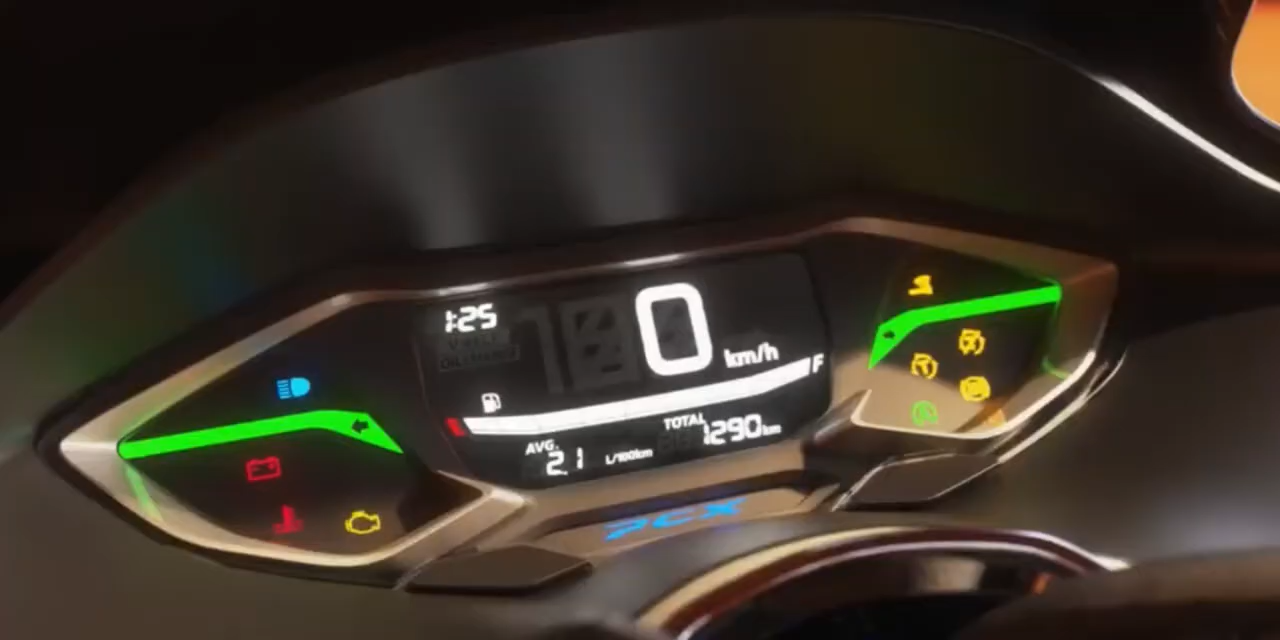 1:25
0 km/h
F
AVG. TOTAL
2.1 L/100km 1290 km
PCX